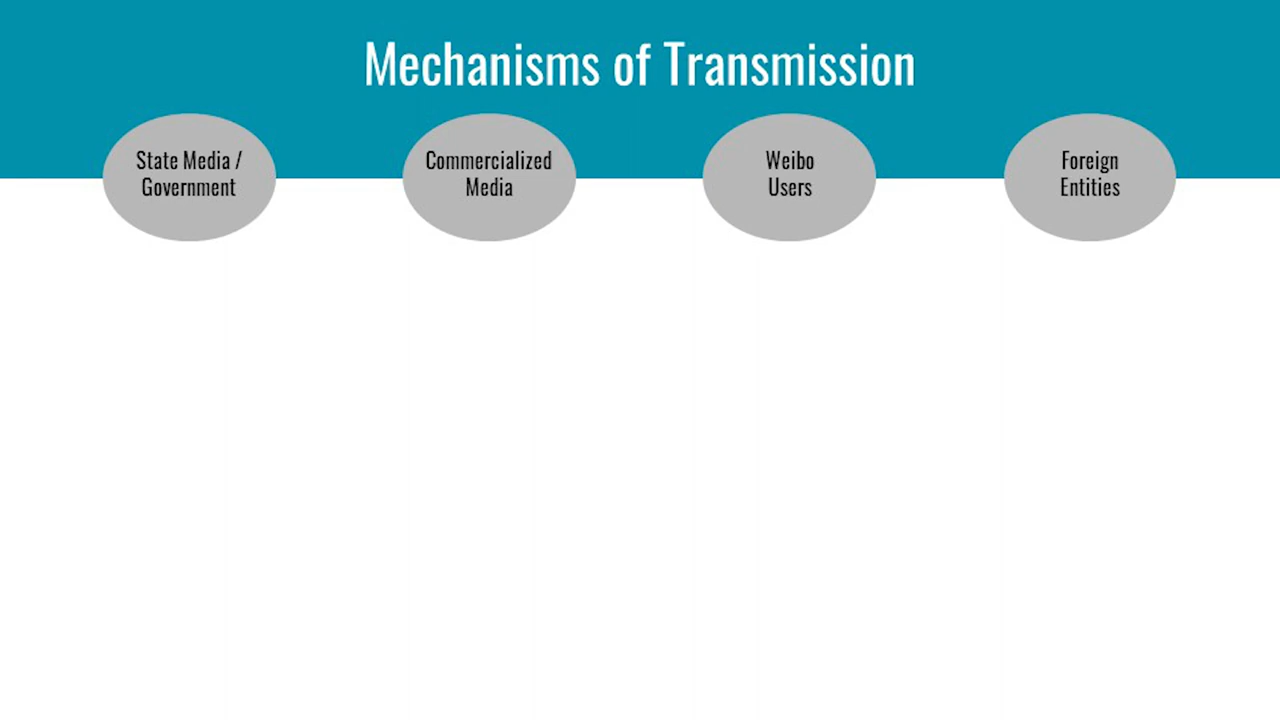 Mechanisms of Transmission
State Media /
Government
Commercialized
Media
Weibo
Users
Foreign
Entities